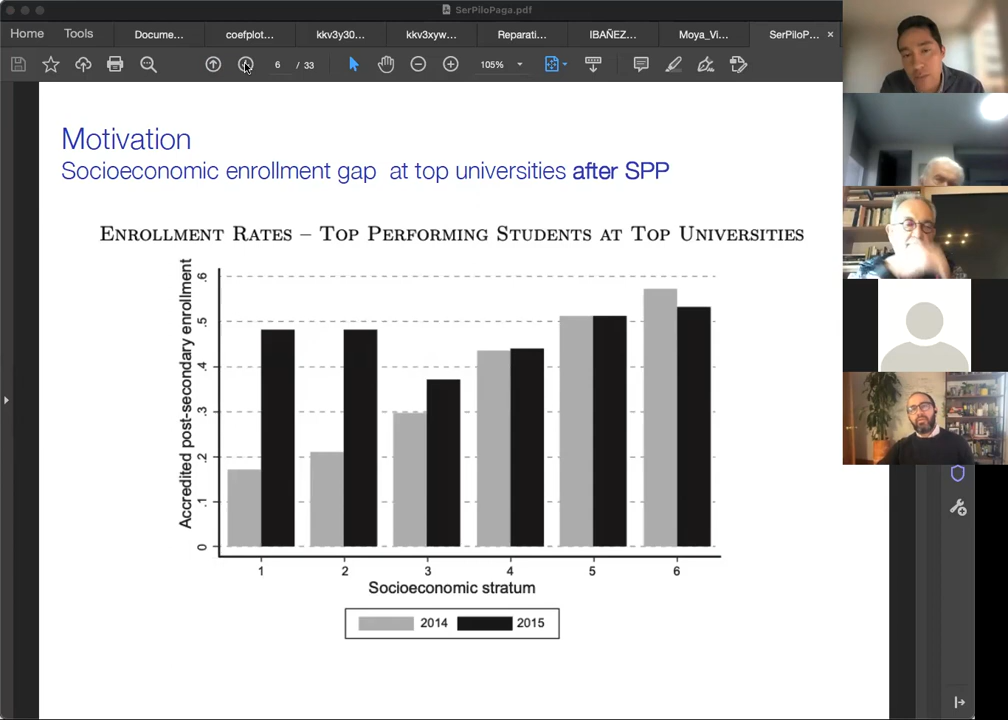 SerPiloPaga.pdf
Home Tools Docume... coefplot... kkv3y30... kkv3xyw... Reparati... IBAÑEZ... Moya_Vi... SerPiloP... ×
6 / 33 105%
Motivation
Socioeconomic enrollment gap at top universities after SPP
ENROLLMENT RATES – TOP PERFORMING STUDENTS AT TOP UNIVERSITIES
Accredited post-secondary enrollment
.6
.5
.4
.3
.2
.1
0
1 2 3 4 5 6
Socioeconomic stratum
2014 2015